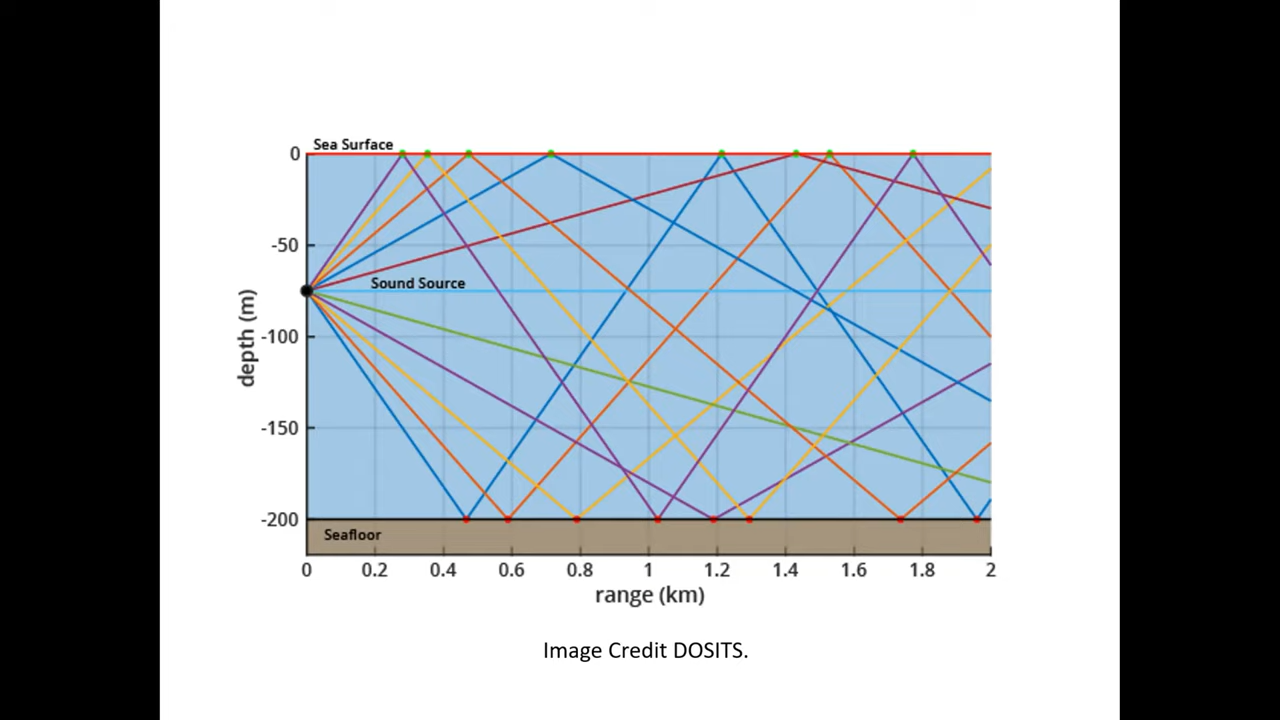 Sea Surface
0
-50
Sound Source
depth (m)
-100
-150
-200
Seafloor
0 0.2 0.4 0.6 0.8 1 1.2 1.4 1.6 1.8 2
range (km)
Image Credit DOSITS.